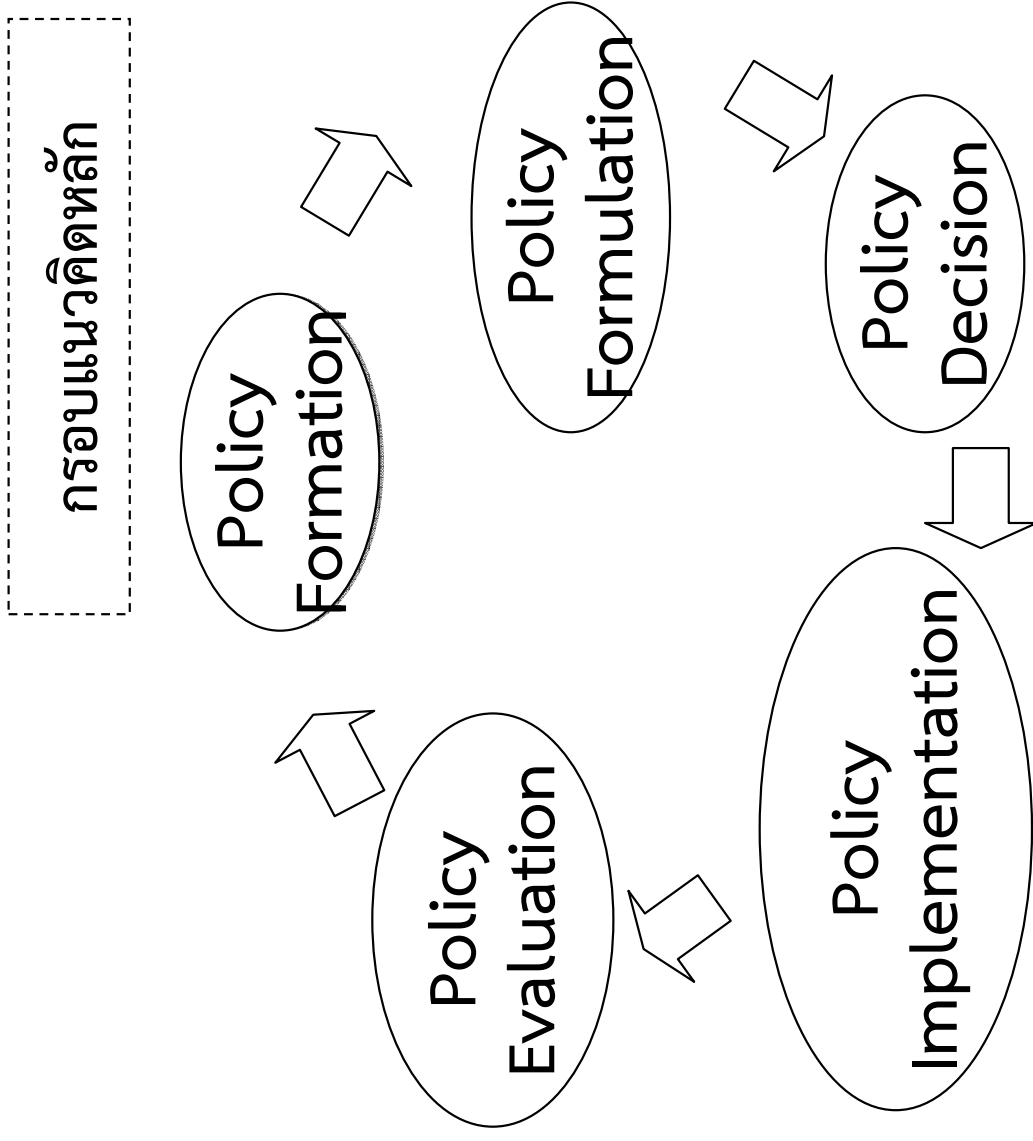 กรอบแนวคิดหลัก
Policy
Formation
Policy
Formulation
Policy
Decision
Policy
Implementation
Policy
Evaluation